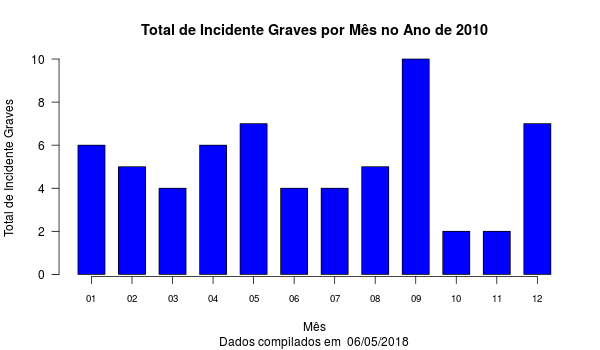 Total de Incidente Graves por Mês no Ano de 2010
Total de Incidente Graves
10
8
6
4
2
0
01 02 03 04 05 06 07 08 09 10 11 12
Mês
Dados compilados em 06/05/2018